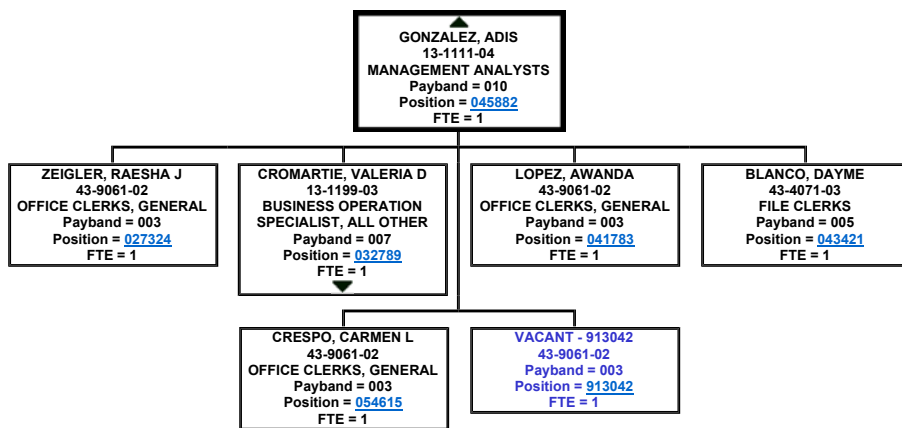 GONZALEZ, ADIS
13-1111-04
MANAGEMENT ANALYSTS
Payband = 010
Position = 045882
FTE = 1
ZEIGLER, RAESHA J
43-9061-02
OFFICE CLERKS, GENERAL
Payband = 003
Position = 027324
FTE = 1
CROMARTIE, VALERIA D
13-1199-03
BUSINESS OPERATION
SPECIALIST, ALL OTHER
Payband = 007
Position = 032789
FTE = 1
LOPEZ, AWANDA
43-9061-02
OFFICE CLERKS, GENERAL
Payband = 003
Position = 041783
FTE = 1
BLANCO, DAYME
43-4071-03
FILE CLERKS
Payband = 005
Position = 043421
FTE = 1
CRESPO, CARMEN L
43-9061-02
OFFICE CLERKS, GENERAL
Payband = 003
Position = 054615
FTE = 1
VACANT - 913042
43-9061-02
Payband = 003
Position = 913042
FTE = 1